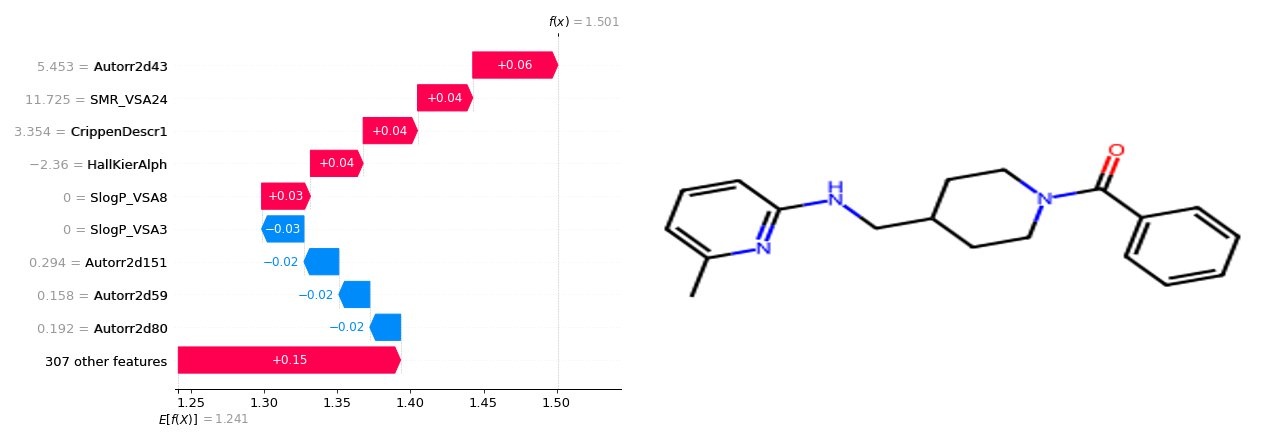 f(x) = 1.501
5.453 = Autorr2d43 +0.06
11.725 = SMR_VSA24 +0.04
3.354 = CrippenDescr1 +0.04
−2.36 = HallKierAlph +0.04
0 = SlogP_VSA8 +0.03
0 = SlogP_VSA3 −0.03
0.294 = Autorr2d151 −0.02
0.158 = Autorr2d59 −0.02
0.192 = Autorr2d80 −0.02
307 other features +0.15
1.25 1.30 1.35 1.40 1.45 1.50
E[f(X)] = 1.241
O
H
N
N
N